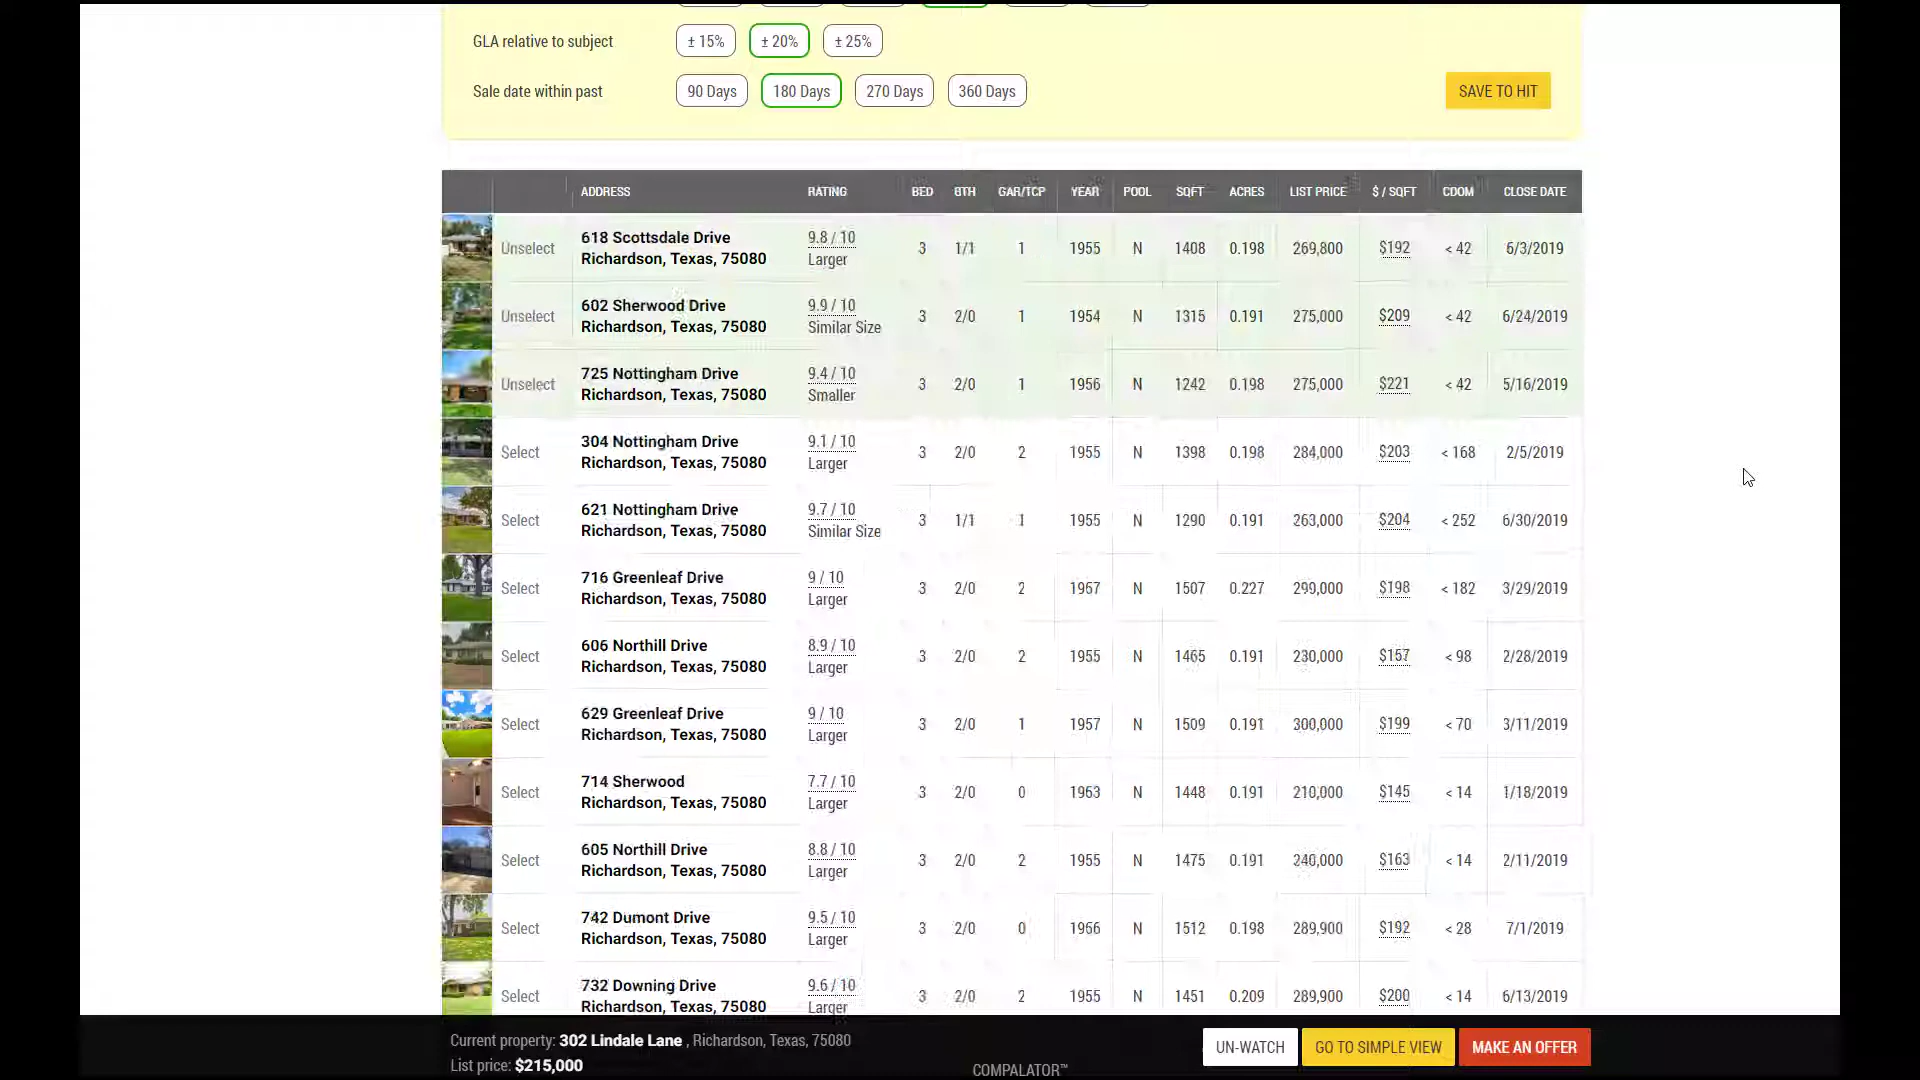 GLA relative to subject ± 15% ± 20% ± 25%
Sale date within past 90 Days 180 Days 270 Days 360 Days SAVE TO HIT
ADDRESS RATING BED BTH GAR/TCP YEAR POOL SQFT ACRES LIST PRICE $ / SQFT CDOM CLOSE DATE
618 Scottsdale Drive 9.8 / 10
Unselect 3 1/1 1 1955 N 1408 0.198 269,800 $192 < 42 6/3/2019
Richardson, Texas, 75080 Larger
602 Sherwood Drive 9.9 / 10
Unselect 3 2/0 1 1954 N 1315 0.191 275,000 $209 < 42 6/24/2019
Richardson, Texas, 75080 Similar Size
725 Nottingham Drive 9.4 / 10
Unselect 3 2/0 1 1956 N 1242 0.198 275,000 $221 < 42 5/16/2019
Richardson, Texas, 75080 Smaller
304 Nottingham Drive 9.1 / 10
Select 3 2/0 2 1955 N 1398 0.198 284,000 $203 < 168 2/5/2019
Richardson, Texas, 75080 Larger
621 Nottingham Drive 9.7 / 10
Select 3 1/1 1 1955 N 1290 0.191 263,000 $204 < 252 6/30/2019
Richardson, Texas, 75080 Similar Size
716 Greenleaf Drive 9 / 10
Select 3 2/0 2 1967 N 1507 0.227 299,000 $198 < 182 3/29/2019
Richardson, Texas, 75080 Larger
606 Northill Drive 8.9 / 10
Select 3 2/0 2 1955 N 1465 0.191 230,000 $157 < 98 2/28/2019
Richardson, Texas, 75080 Larger
629 Greenleaf Drive 9 / 10
Select 3 2/0 1 1957 N 1509 0.191 300,000 $199 < 70 3/11/2019
Richardson, Texas, 75080 Larger
714 Sherwood 7.7 / 10
Select 3 2/0 0 1963 N 1448 0.191 210,000 $145 < 14 1/18/2019
Richardson, Texas, 75080 Larger
605 Northill Drive 8.8 / 10
Select 3 2/0 2 1955 N 1475 0.191 240,000 $163 < 14 2/11/2019
Richardson, Texas, 75080 Larger
742 Dumont Drive 9.5 / 10
Select 3 2/0 0 1966 N 1512 0.198 289,900 $192 < 28 7/1/2019
Richardson, Texas, 75080 Larger
732 Downing Drive 9.6 / 10
Select 3 2/0 2 1955 N 1451 0.209 289,900 $200 < 14 6/13/2019
Richardson, Texas, 75080 Larger
Current property: 302 Lindale Lane , Richardson, Texas, 75080
UN-WATCH GO TO SIMPLE VIEW MAKE AN OFFER
List price: $215,000
COMPALATOR™